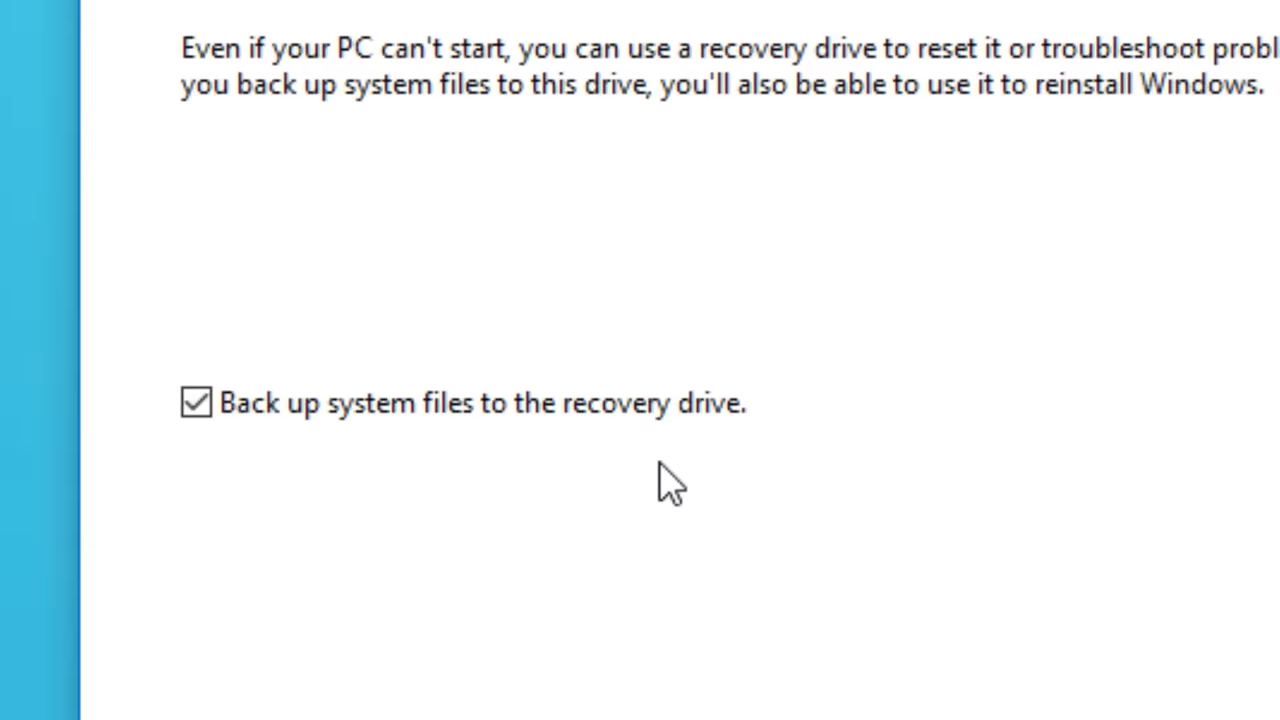 Even if your PC can't start, you can use a recovery drive to reset it or troubleshoot probl
you back up system files to this drive, you'll also be able to use it to reinstall Windows.
Back up system files to the recovery drive.